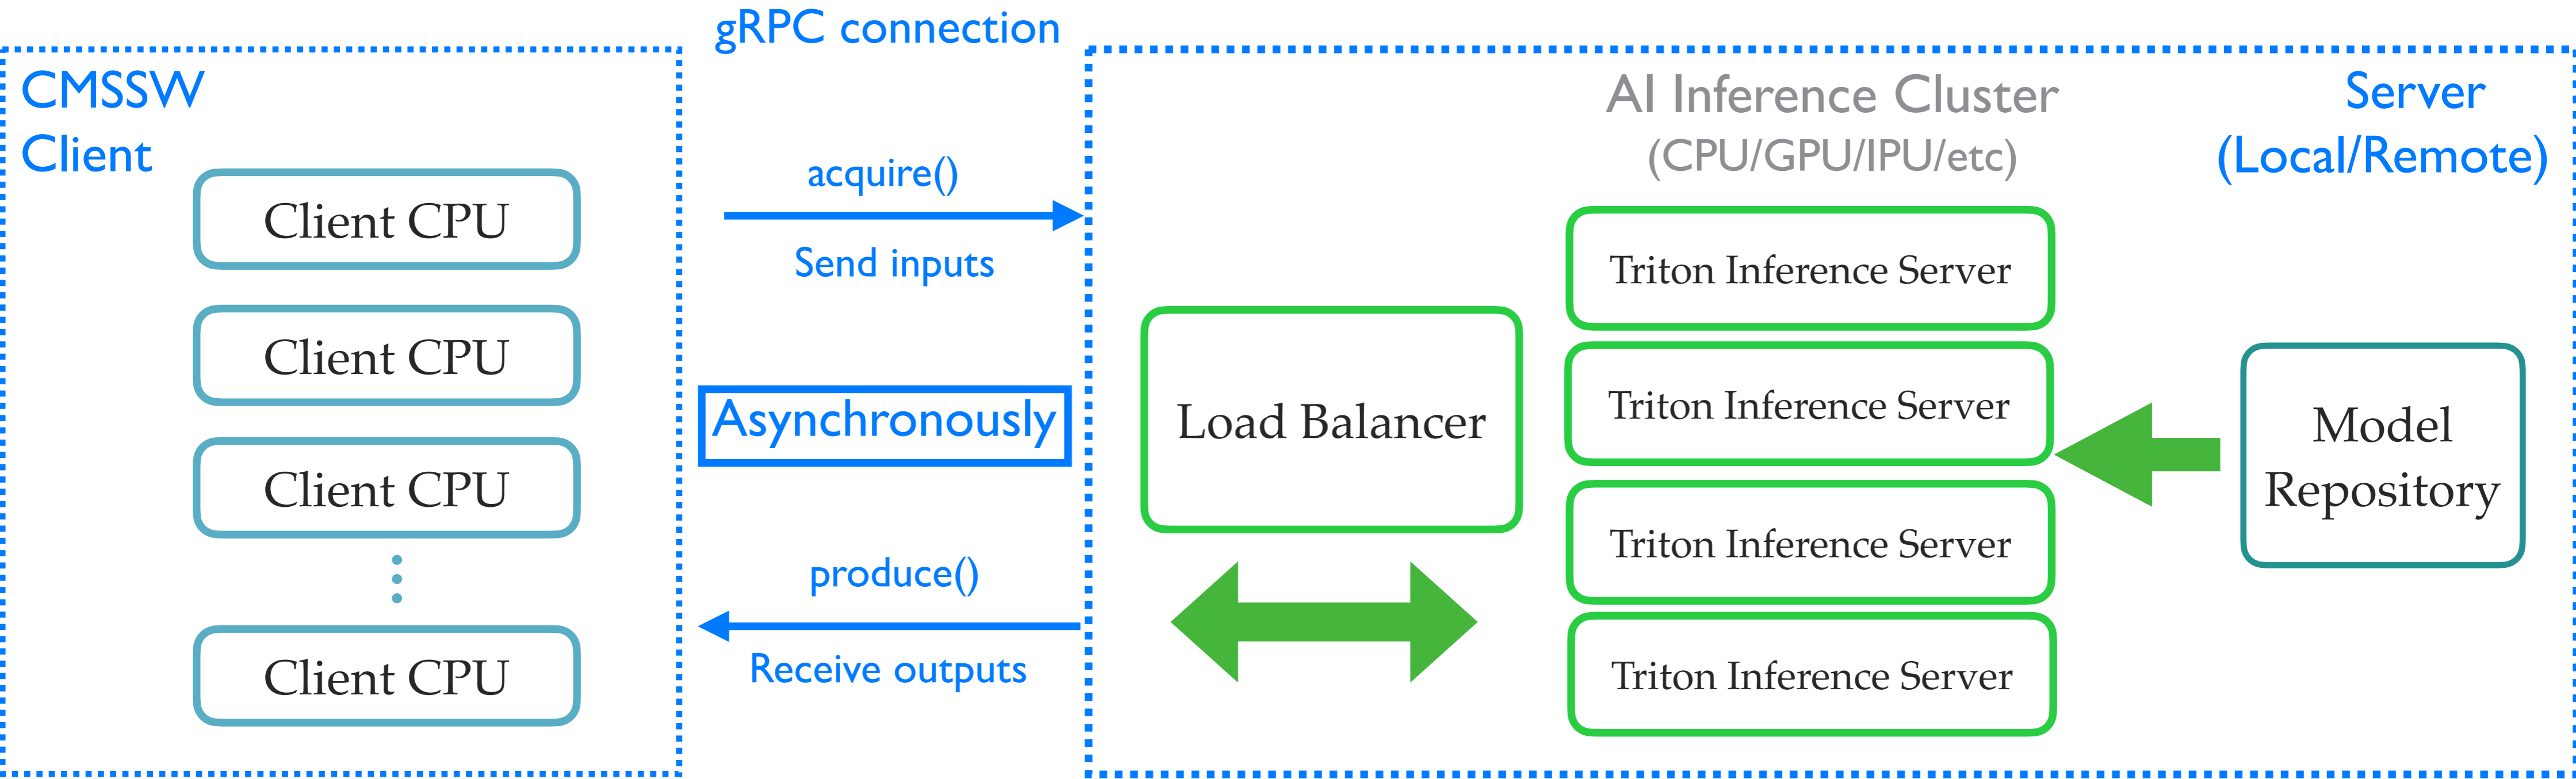 gRPC connection
CMSSW
Client
Client CPU
Client CPU
Client CPU
Client CPU
acquire()
Send inputs
Asynchronously
produce()
Receive outputs
AI Inference Cluster
(CPU/GPU/IPU/etc)
Server
(Local/Remote)
Load Balancer
Triton Inference Server
Triton Inference Server
Triton Inference Server
Triton Inference Server
Model
Repository